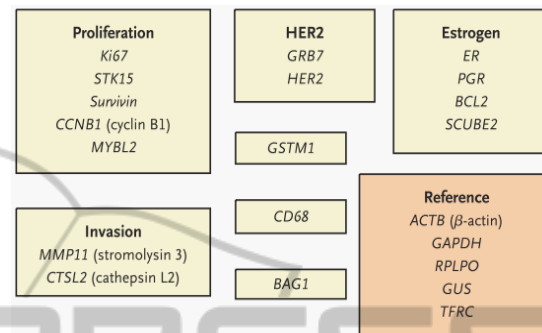 Proliferation
Ki67
STK15
Survivin
CCNB1 (cyclin B1)
MYBL2
HER2
GRB7
HER2
Estrogen
ER
PGR
BCL2
SCUBE2
GSTM1
CD68
BAG1
Invasion
MMP11 (stromolysin 3)
CTSL2 (cathepsin L2)
Reference
ACTB (β-actin)
GAPDH
RPLPO
GUS
TFRC